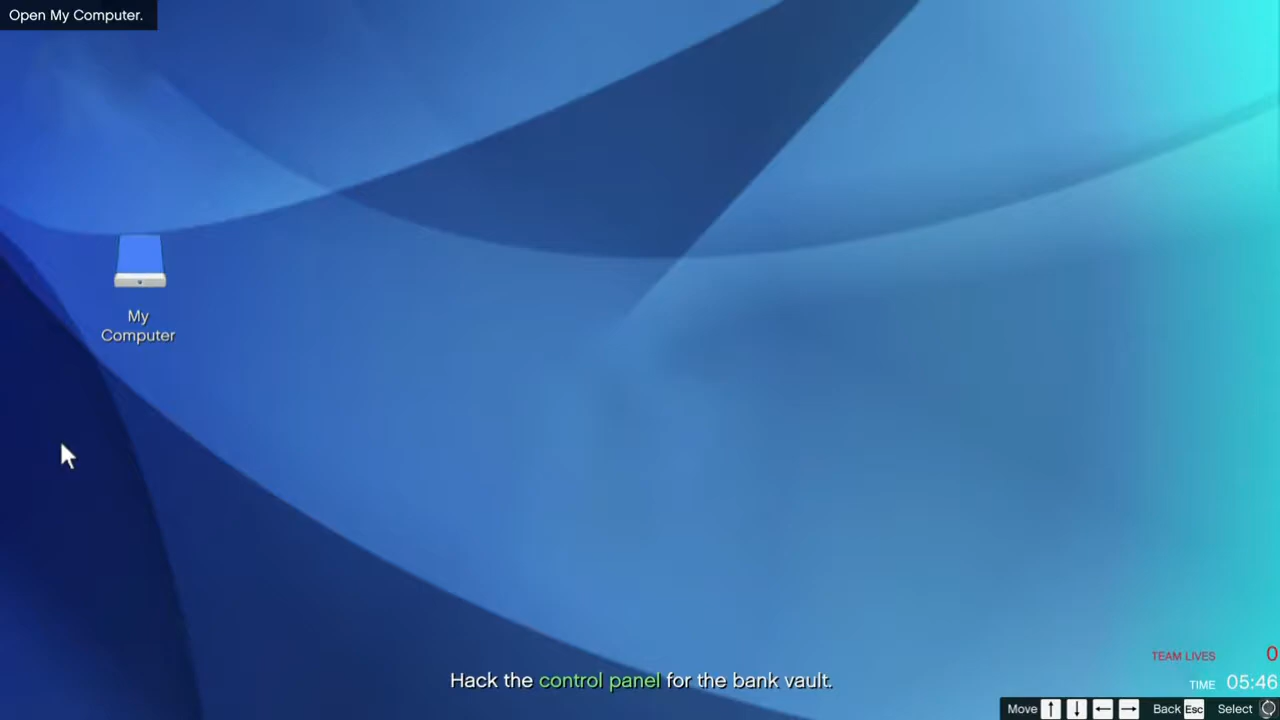 Open My Computer.
My
Computer
Hack the control panel for the bank vault.
TEAM LIVES 0
TIME 05:46
Move ↑ ↓ ← → Back Esc Select